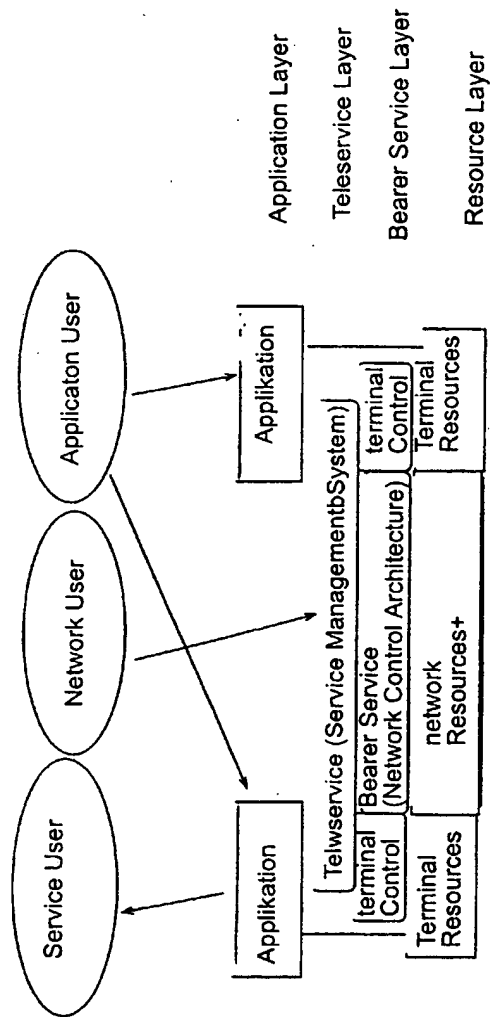 Service User
Network User
Applicaton User
Applikation
Applikation
Application Layer
Telwservice (Service ManagementbSystem)
Teleservice Layer
terminal
Control
Bearer Service
(Network Control Architecture)
terminal
Control
Bearer Service Layer
Terminal
Resources
network
Resources+
Terminal
Resources
Resource Layer